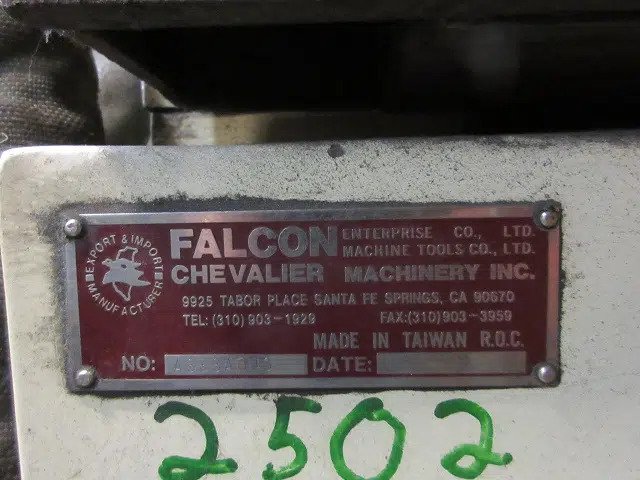 EXPORT & IMPORT
MANUFACTURER
FALCON ENTERPRISE CO., LTD.
MACHINE TOOLS CO., LTD.
CHEVALIER MACHINERY INC.
9925 TABOR PLACE SANTA FE SPRINGS, CA 90670
TEL:(310)903-1929 FAX:(310)903-3959
MADE IN TAIWAN R.O.C.
NO: DATE:
2502